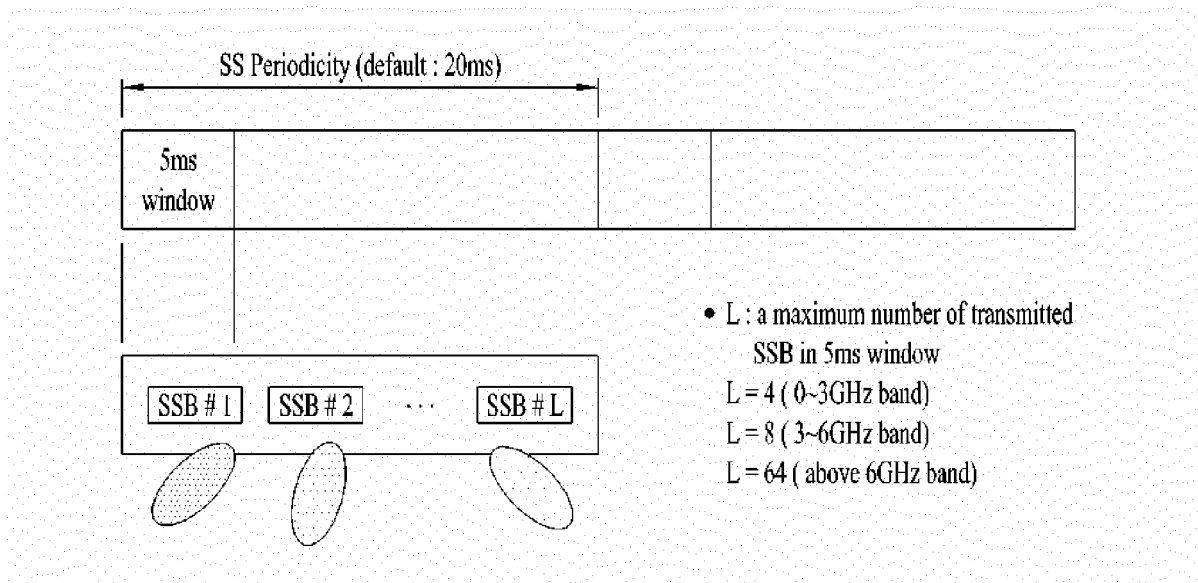 SS Periodicity (default : 20ms)
5ms
window
• L : a maximum number of transmitted
SSB in 5ms window
L = 4 ( 0~3GHz band)
L = 8 ( 3~6GHz band)
L = 64 ( above 6GHz band)
SSB # 1
SSB # 2
...
SSB # L